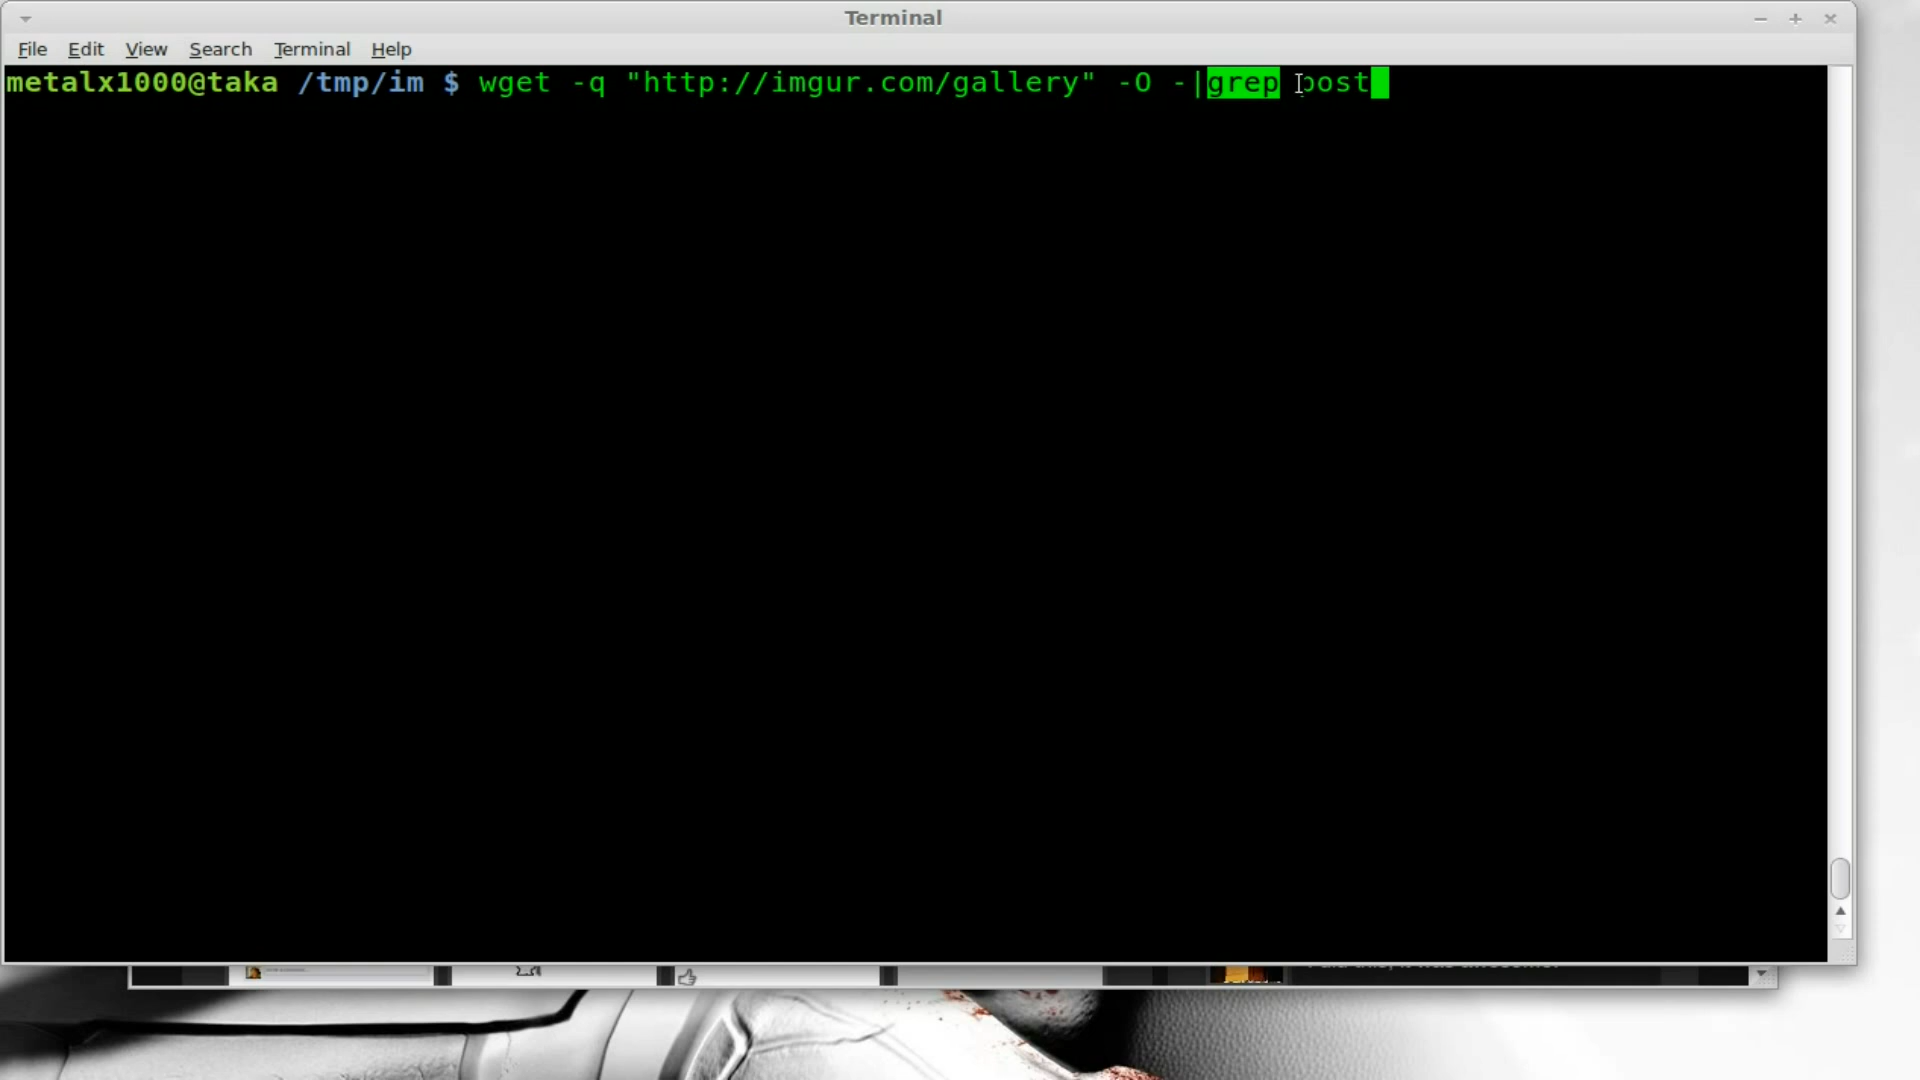 Terminal
File Edit View Search Terminal Help
metalx1000@taka /tmp/im $ wget -q "http://imgur.com/gallery" -O -|grep post